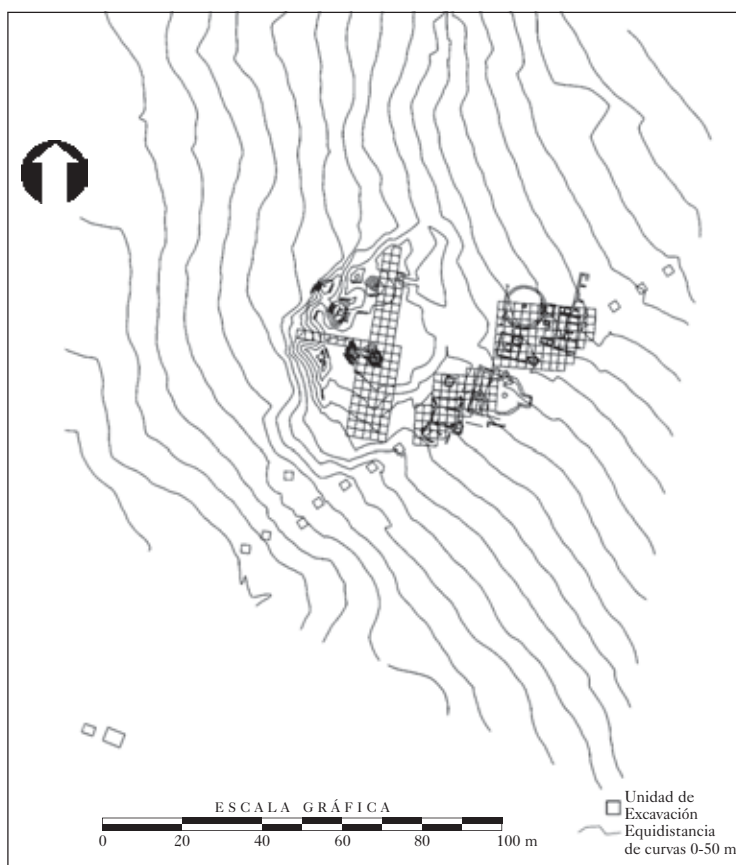 ESCALA GRÁFICA
0 20 40 60 80 100 m
Unidad de
Excavación
Equidistancia
de curvas 0-50 m